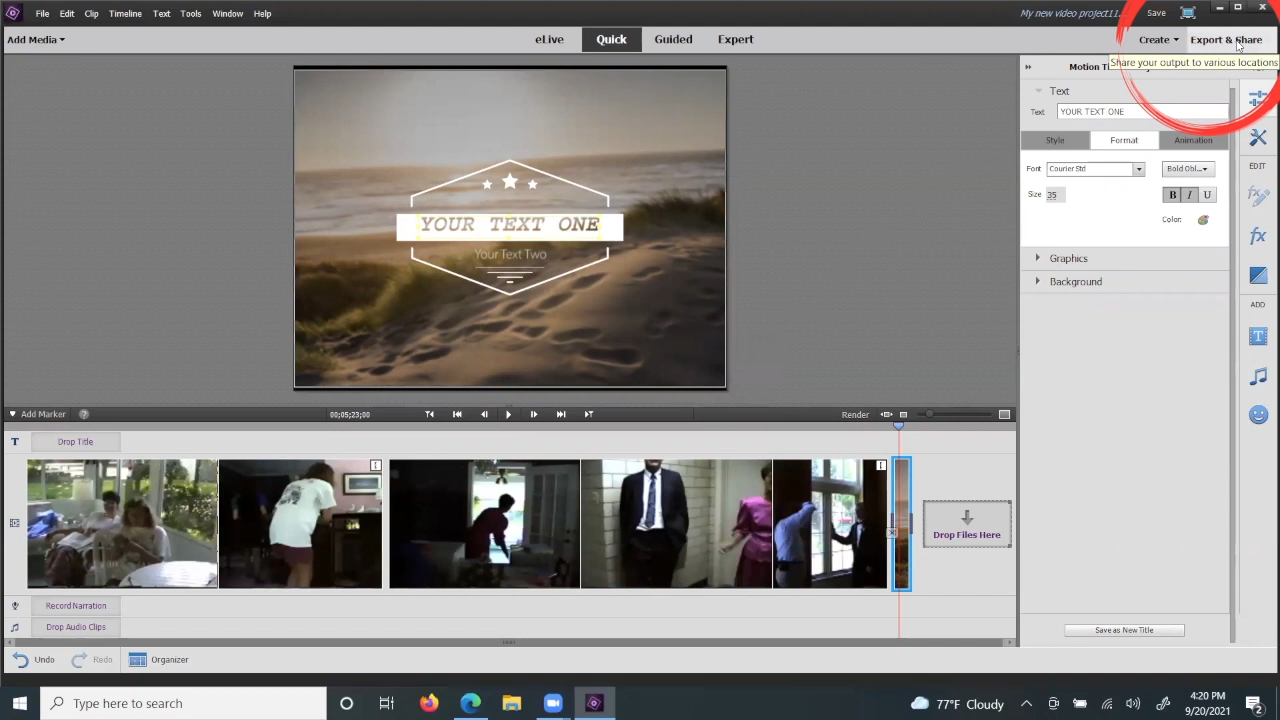 File Edit Clip Timeline Text Tools Window Help
My new video project11... Save
Add Media
eLive Quick Guided Expert
Create Export & Share
Share your output to various locations
Text
Text YOUR TEXT ONE
Style Format Animation
Font Courier Std Bold Obl...
Size 35 B I U
Color:
Graphics
Background
EDIT
fx
ADD
T
YOUR TEXT ONE
Your Text Two
Add Marker ? 00;05;23;00 Render
T Drop Title
Drop Files Here
Record Narration
Drop Audio Clips
Save as New Title
Undo Redo Organizer
Type here to search
77°F Cloudy
4:20 PM
9/20/2021
2